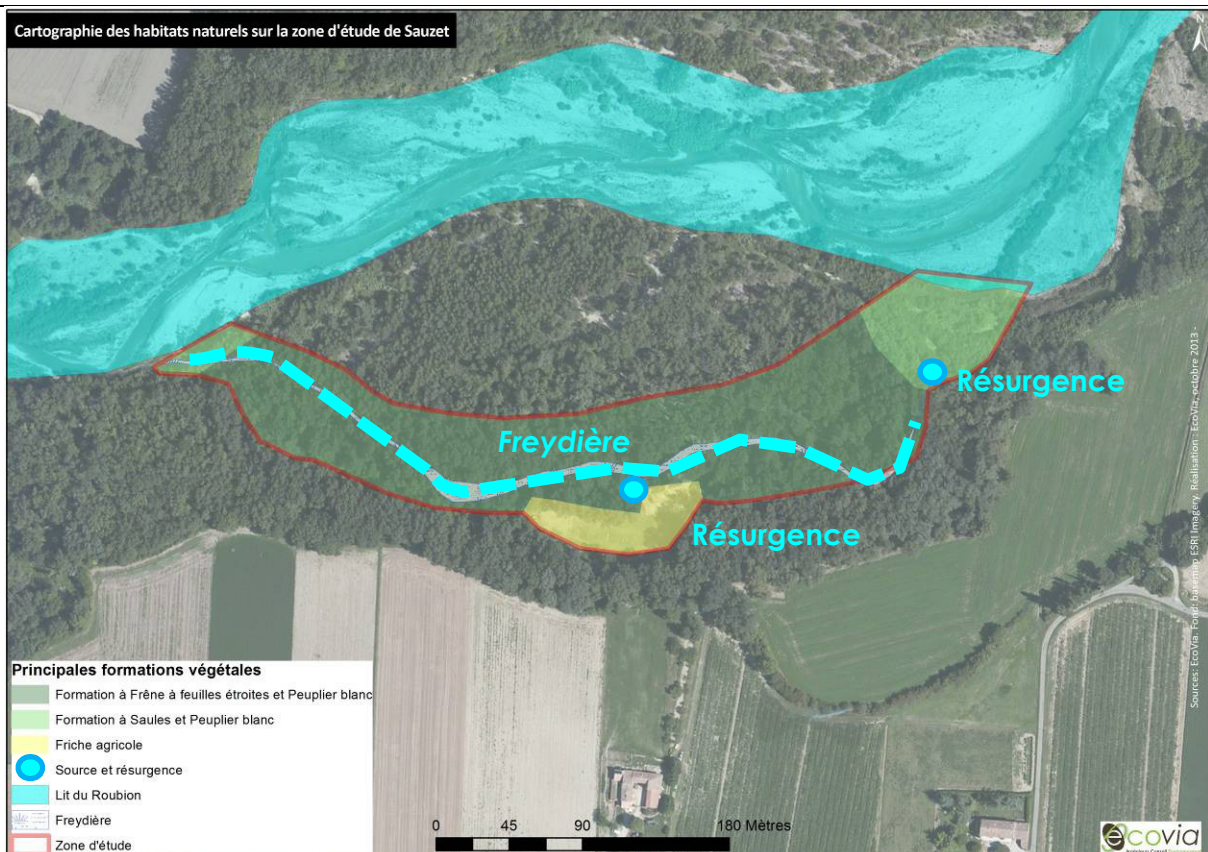 Cartographie des habitats naturels sur la zone d'étude de Sauzet
N
Résurgence
Freydière
Résurgence
Principales formations végétales
Formation à Frêne à feuilles étroites et Peuplier blanc
Formation à Saules et Peuplier blanc
Friche agricole
Source et résurgence
Lit du Roubion
Freydière
Zone d'étude
0 45 90 180 Mètres
Sources: EcoVia. Fond: basemap ESRI Imagery. Réalisation : EcoVia, octobre 2013 -
ecovia